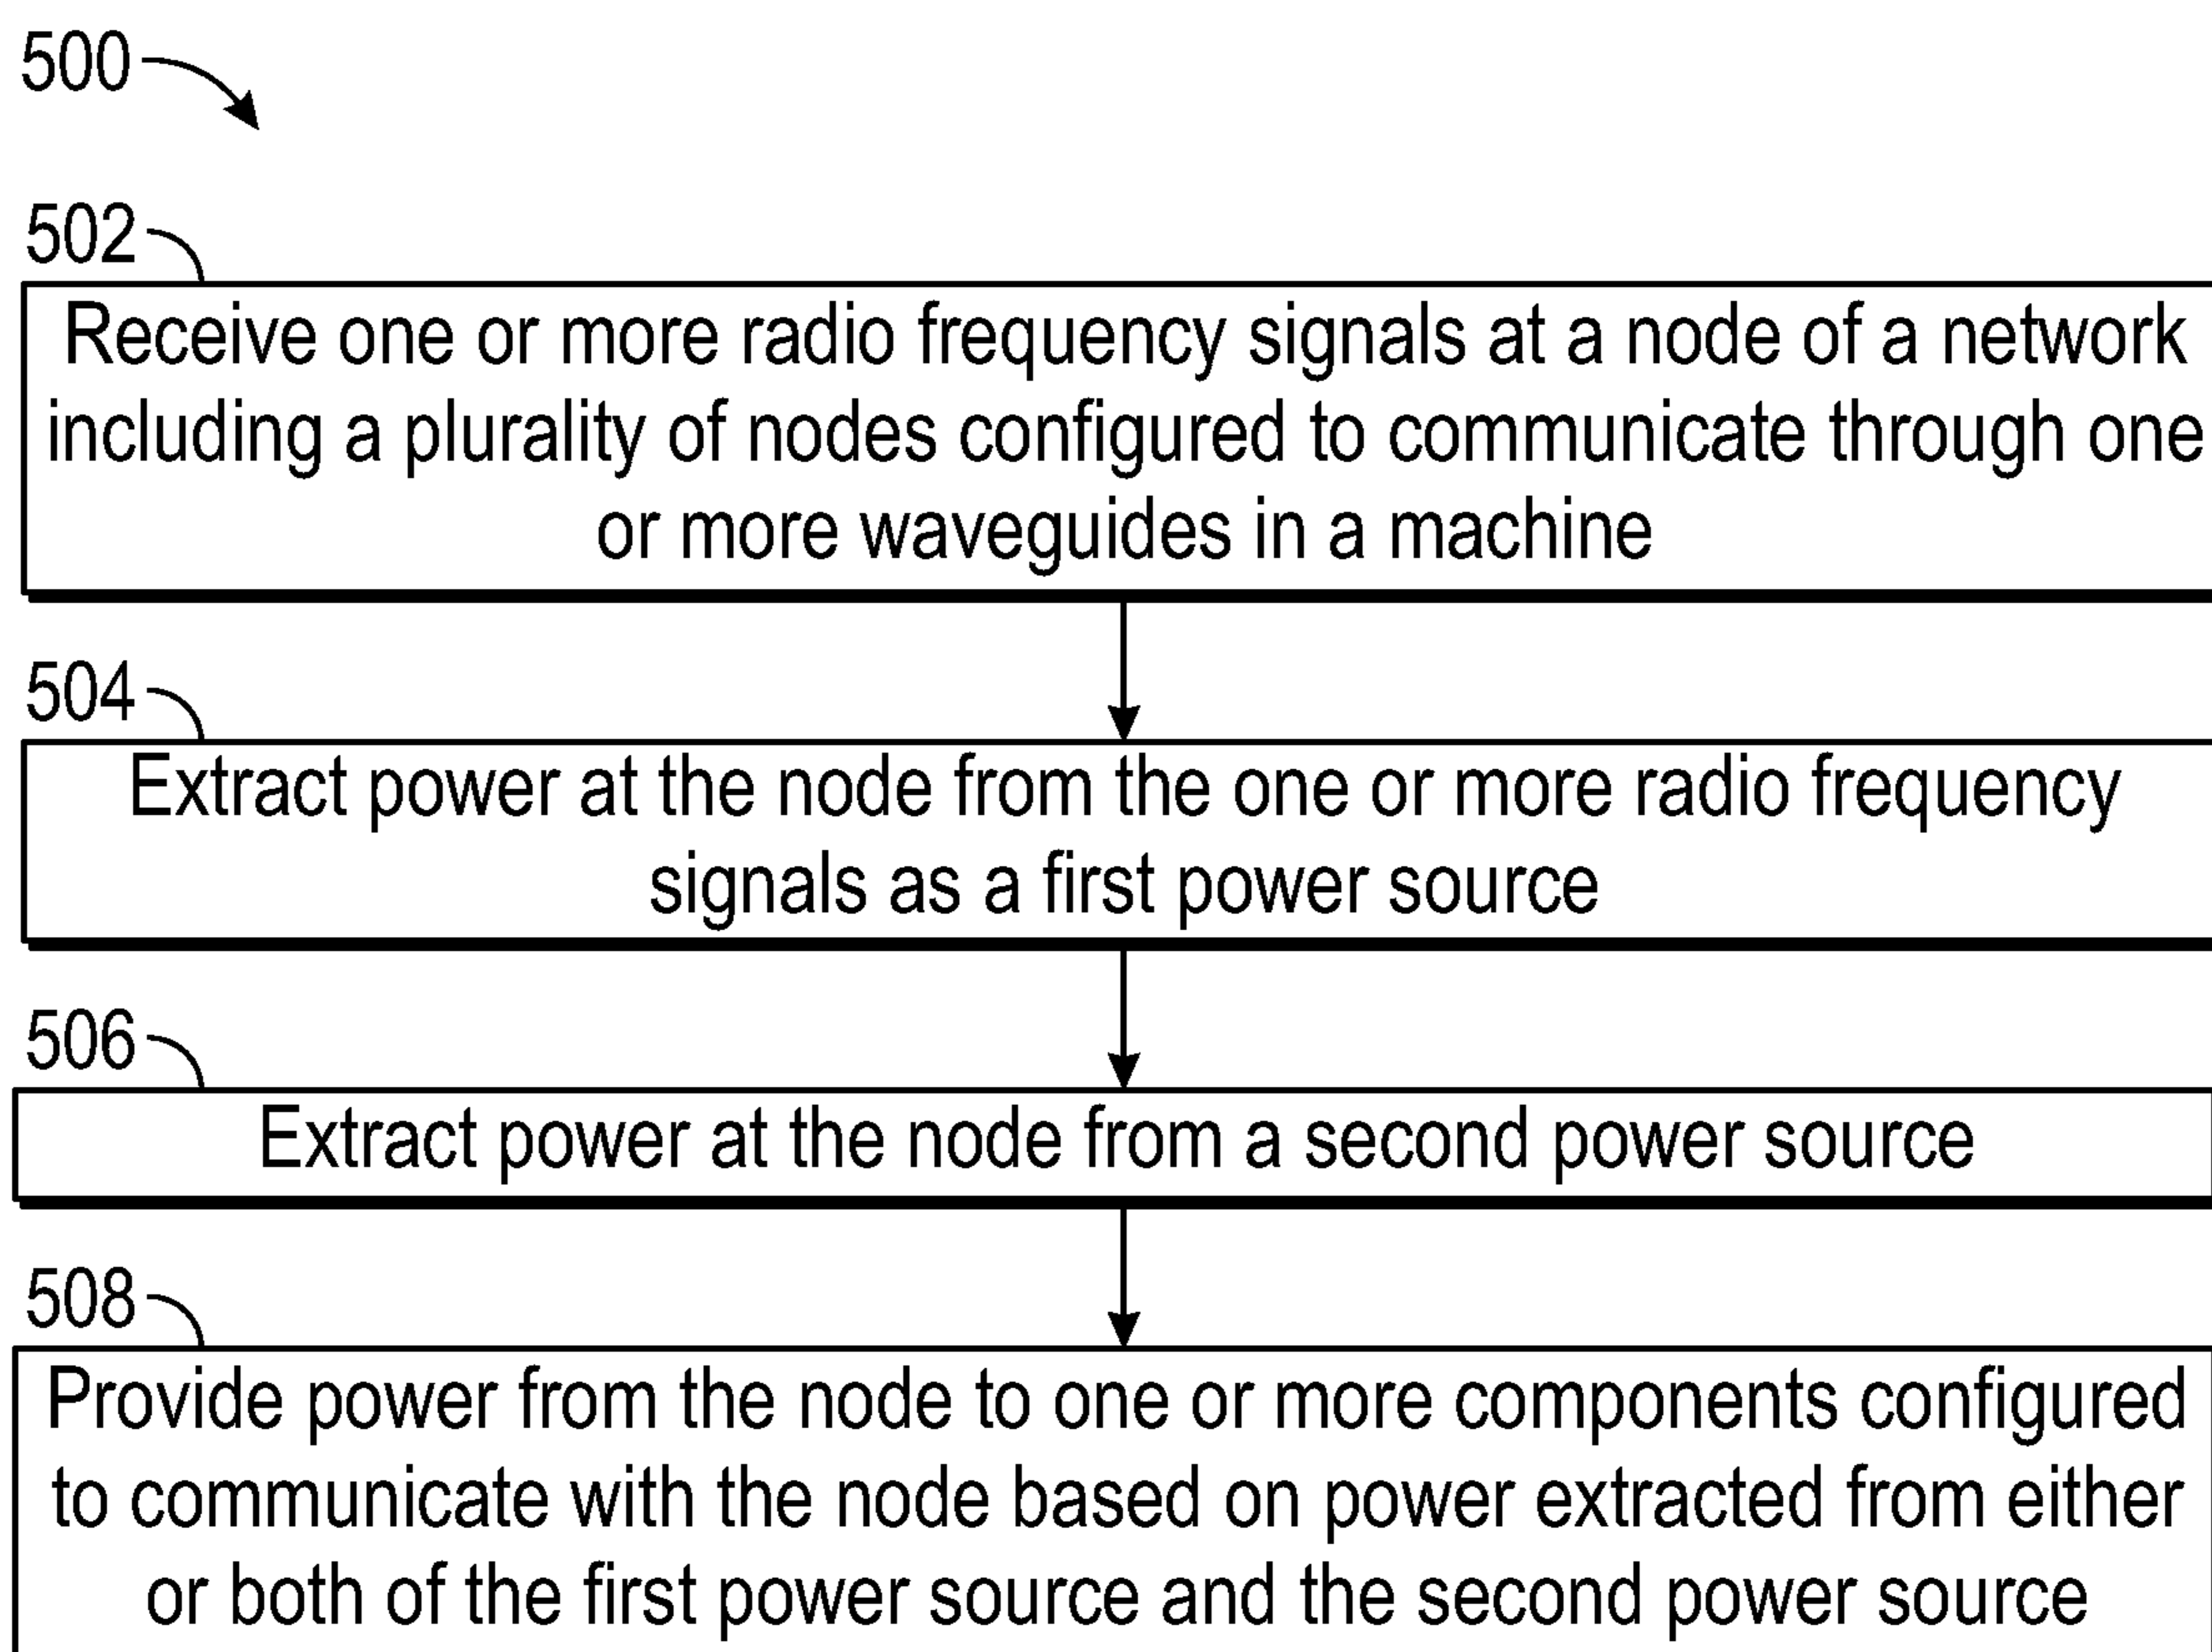 500
502
Receive one or more radio frequency signals at a node of a network
including a plurality of nodes configured to communicate through one
or more waveguides in a machine
504
Extract power at the node from the one or more radio frequency
signals as a first power source
506
Extract power at the node from a second power source
508
Provide power from the node to one or more components configured
to communicate with the node based on power extracted from either
or both of the first power source and the second power source